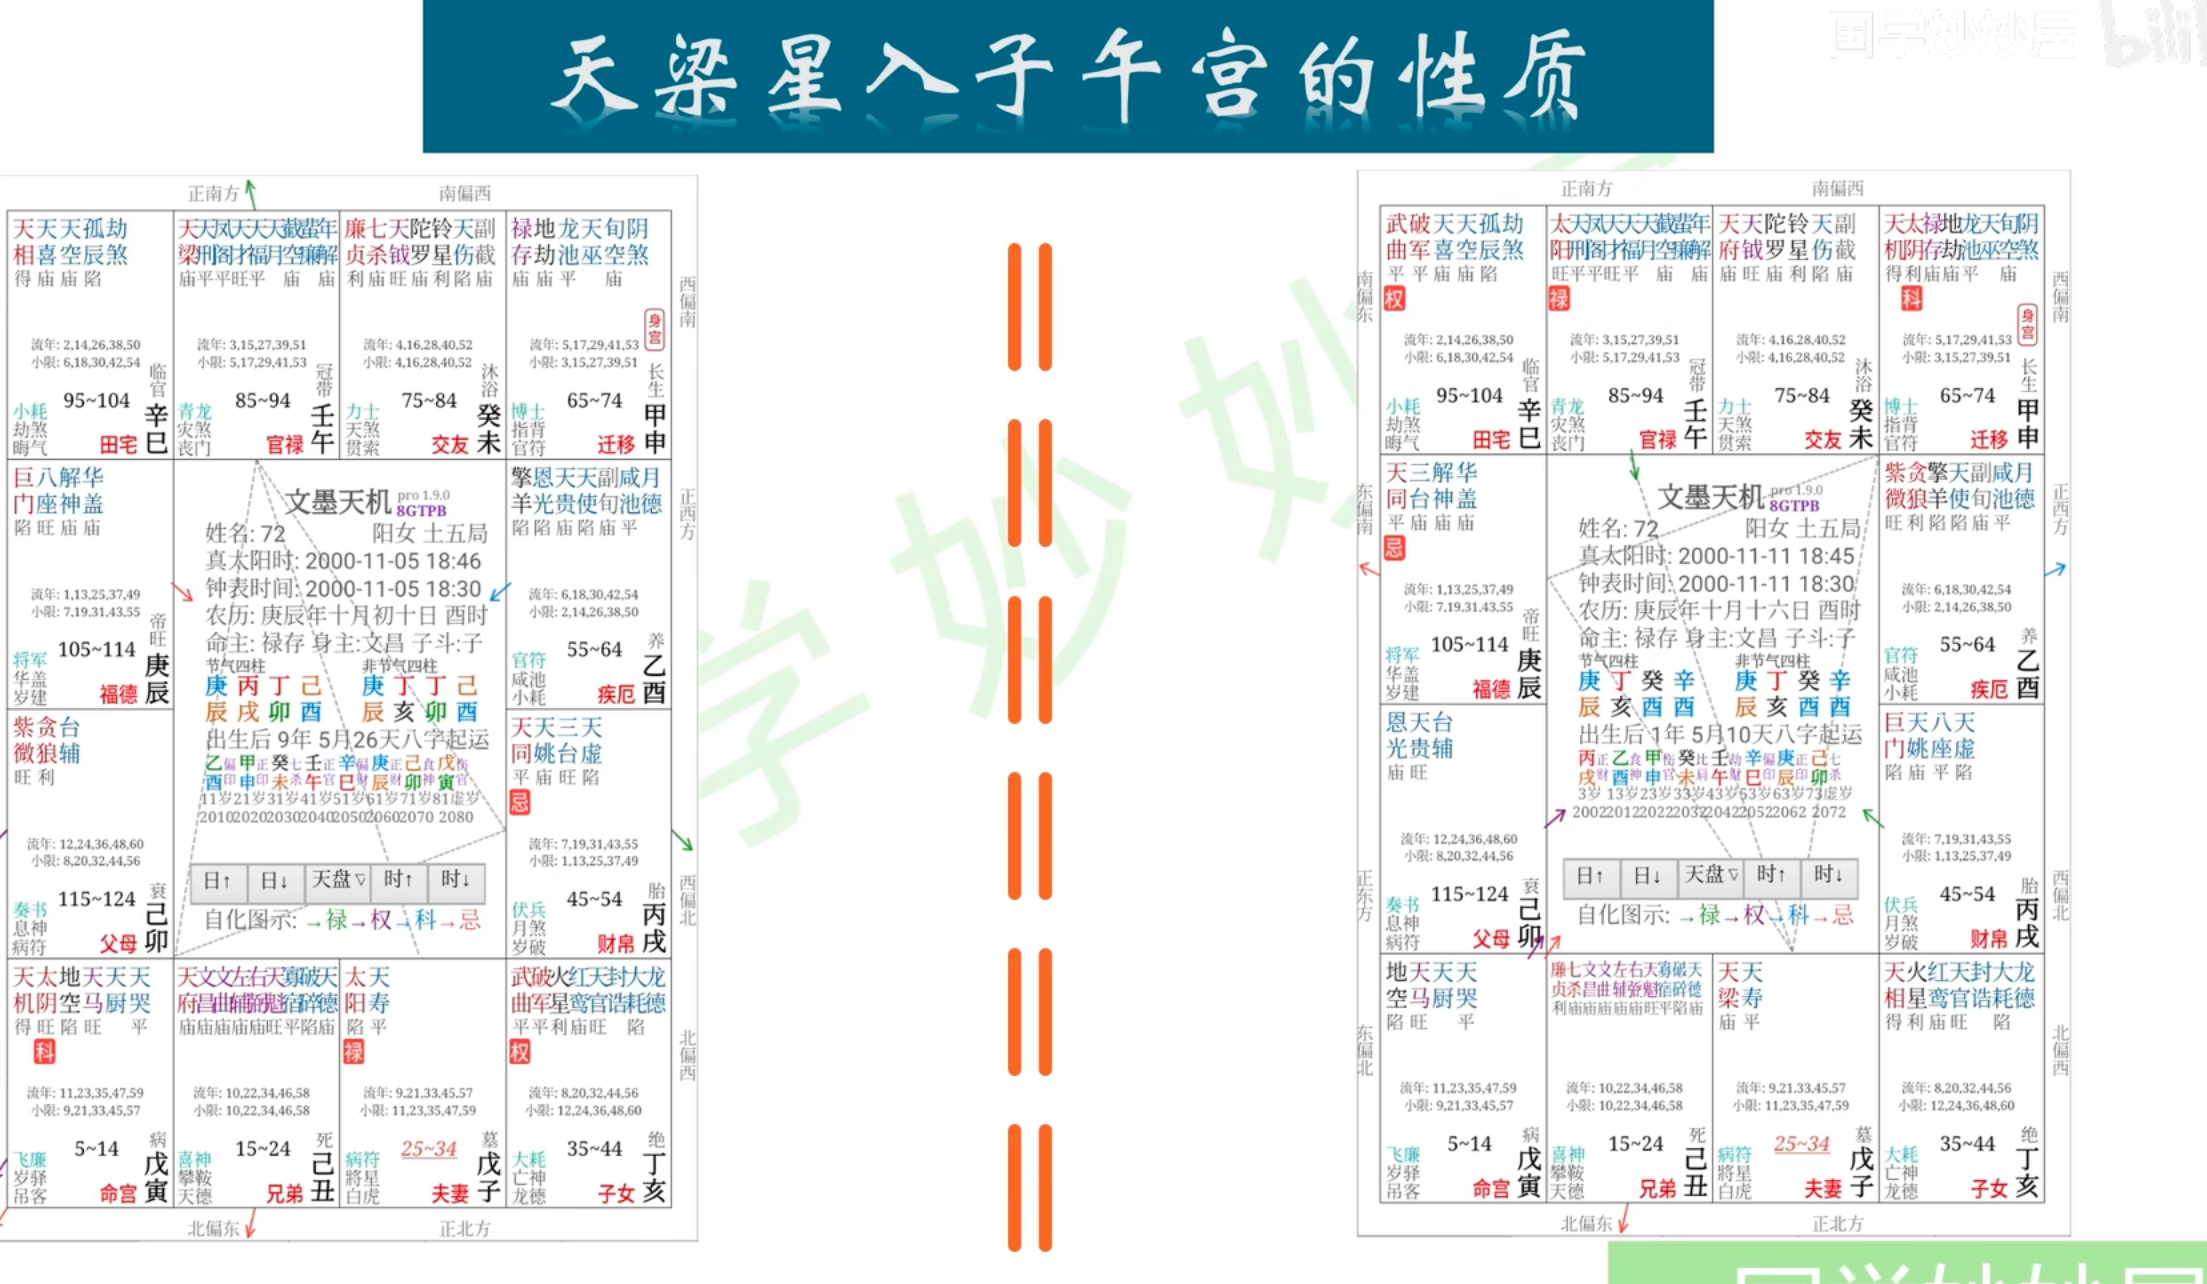 天梁星入子午宫的性质
国学妙妙屋
正南方 南偏西
天天天孤劫
相喜空辰煞
得庙庙陷
流年: 2,14,26,38,50
小限: 6,18,30,42,54
临官
95~104
小耗
劫煞
晦气
田宅
辛巳
天天凤天天天截蜚年
梁刑阁才福月空廉解
庙平平旺平 庙 庙
流年: 3,15,27,39,51
小限: 5,17,29,41,53
冠带
85~94
青龙
灾煞
丧门
官禄
壬午
廉七天陀铃天副
贞杀钺罗星伤截
利庙旺庙利陷庙
流年: 4,16,28,40,52
小限: 4,16,28,40,52
沐浴
75~84
力士
天煞
贯索
交友
癸未
禄地龙天旬阴
存劫池巫空煞
庙庙平 庙
身宫
流年: 5,17,29,41,53
小限: 3,15,27,39,51
长生
65~74
博士
指背
官符
迁移
甲申
西偏南
巨八解华
门座神盖
陷旺庙庙
流年: 1,13,25,37,49
小限: 7,19,31,43,55
帝旺
105~114
将军
华盖
岁建
福德
庚辰
文墨天机 pro 1.9.0
8GTPB
姓名: 72 阳女 土五局
真太阳时: 2000-11-05 18:46
钟表时间: 2000-11-05 18:30
农历: 庚辰年十月初十日 酉时
命主: 禄存 身主:文昌 子斗:子
节气四柱 非节气四柱
庚丙丁己 庚丁丁己
辰戌卯酉 辰亥卯酉
出生后 9年 5月26天八字起运
乙偏甲正癸七壬正辛偏庚正己食戊伤
酉印申印未杀午官巳财辰财卯神寅官
11岁21岁31岁41岁51岁61岁71岁81虚岁
20102020203020402050206020702080
日↑ 日↓ 天盘▽ 时↑ 时↓
自化图示: →禄→权→科→忌
擎恩天天副咸月
羊光贵使旬池德
陷陷庙陷庙平
流年: 6,18,30,42,54
小限: 2,14,26,38,50
养
55~64
官符
咸池
小耗
疾厄
乙酉
正西方
紫贪台
微狼辅
旺利
流年: 12,24,36,48,60
小限: 8,20,32,44,56
衰
115~124
奏书
息神
病符
父母
己卯
天天三天
同姚台虚
平庙旺陷
忌
流年: 7,19,31,43,55
小限: 1,13,25,37,49
胎
45~54
伏兵
月煞
岁破
财帛
丙戌
西偏北
天太地天天天
机阴空马厨哭
得旺陷旺 平
科
流年: 11,23,35,47,59
小限: 9,21,33,45,57
病
5~14
飞廉
岁驿
吊客
命宫
戊寅
天文文左右天寡破天
府昌曲辅弼魁宿碎德
庙庙庙庙庙旺平陷庙
流年: 10,22,34,46,58
小限: 10,22,34,46,58
死
15~24
喜神
攀鞍
天德
兄弟
己丑
太天
阳寿
陷平
禄
流年: 9,21,33,45,57
小限: 11,23,35,47,59
墓
25~34
病符
将星
白虎
夫妻
戊子
武破火红天封大龙
曲军星鸾官诰耗德
平平利庙旺 陷
权
流年: 8,20,32,44,56
小限: 12,24,36,48,60
绝
35~44
大耗
亡神
龙德
子女
丁亥
北偏西
北偏东 正北方
正南方 南偏西
南偏东
武破天天孤劫
曲军喜空辰煞
平平庙庙陷
权
流年: 2,14,26,38,50
小限: 6,18,30,42,54
临官
95~104
小耗
劫煞
晦气
田宅
辛巳
太天凤天天天截蜚年
阳刑阁才福月空廉解
旺平平旺平 庙 庙
禄
流年: 3,15,27,39,51
小限: 5,17,29,41,53
冠带
85~94
青龙
灾煞
丧门
官禄
壬午
天天陀铃天副
府钺罗星伤截
庙旺庙利陷庙
流年: 4,16,28,40,52
小限: 4,16,28,40,52
沐浴
75~84
力士
天煞
贯索
交友
癸未
天太禄地龙天旬阴
机阴存劫池巫空煞
得利庙庙平 庙
科
身宫
流年: 5,17,29,41,53
小限: 3,15,27,39,51
长生
65~74
博士
指背
官符
迁移
甲申
西偏南
东偏南
天三解华
同台神盖
平庙庙庙
忌
流年: 1,13,25,37,49
小限: 7,19,31,43,55
帝旺
105~114
将军
华盖
岁建
福德
庚辰
文墨天机 pro 1.9.0
8GTPB
姓名: 72 阳女 土五局
真太阳时: 2000-11-11 18:45
钟表时间: 2000-11-11 18:30
农历: 庚辰年十月十六日 酉时
命主: 禄存 身主:文昌 子斗:子
节气四柱 非节气四柱
庚丁癸辛 庚丁癸辛
辰亥酉酉 辰亥酉酉
出生后 1年 5月10天八字起运
丙正乙食甲伤癸比壬劫辛偏庚正己七
戌财酉神申官未肩午财巳印辰印卯杀
3岁 13岁23岁33岁43岁53岁63岁73虚岁
20022012202220322042205220622072
日↑ 日↓ 天盘▽ 时↑ 时↓
自化图示: →禄→权→科→忌
紫贪擎天副咸月
微狼羊使旬池德
旺利陷陷庙平
流年: 6,18,30,42,54
小限: 2,14,26,38,50
养
55~64
官符
咸池
小耗
疾厄
乙酉
正西方
正东方
恩天台
光贵辅
庙旺
流年: 12,24,36,48,60
小限: 8,20,32,44,56
衰
115~124
奏书
息神
病符
父母
己卯
巨天八天
门姚座虚
陷庙平陷
流年: 7,19,31,43,55
小限: 1,13,25,37,49
胎
45~54
伏兵
月煞
岁破
财帛
丙戌
西偏北
东偏北
地天天天
空马厨哭
陷旺 平
流年: 11,23,35,47,59
小限: 9,21,33,45,57
病
5~14
飞廉
岁驿
吊客
命宫
戊寅
廉七文文左右天寡破天
贞杀昌曲辅弼魁宿碎德
利庙庙庙庙庙旺平陷庙
流年: 10,22,34,46,58
小限: 10,22,34,46,58
死
15~24
喜神
攀鞍
天德
兄弟
己丑
天天
梁寿
庙平
流年: 9,21,33,45,57
小限: 11,23,35,47,59
墓
25~34
病符
将星
白虎
夫妻
戊子
天火红天封大龙
相星鸾官诰耗德
得利庙旺 陷
流年: 8,20,32,44,56
小限: 12,24,36,48,60
绝
35~44
大耗
亡神
龙德
子女
丁亥
北偏西
北偏东 正北方
学妙妙
国学妙妙屋